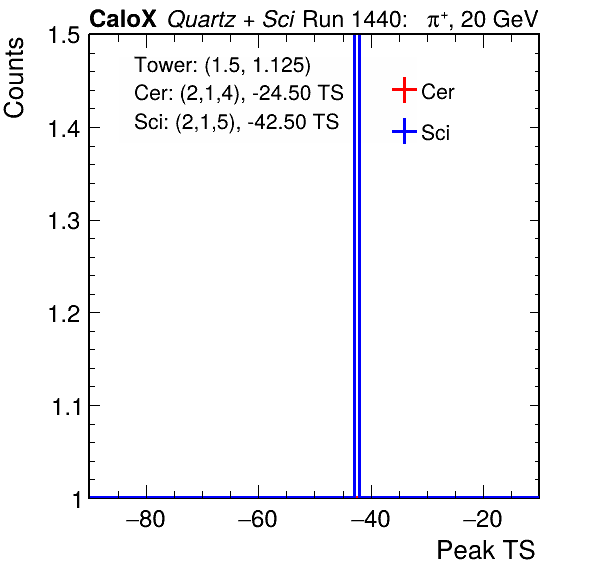 CaloX Quartz + Sci Run 1440: π⁺, 20 GeV
Counts
1.5
1.4
1.3
1.2
1.1
1
Tower: (1.5, 1.125)
Cer: (2,1,4), -24.50 TS
Sci: (2,1,5), -42.50 TS
Cer
Sci
−80 −60 −40 −20
Peak TS